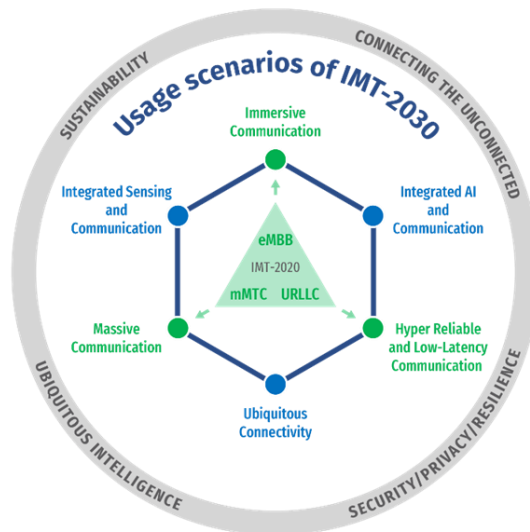 SUSTAINABILITY
CONNECTING THE UNCONNECTED
Usage scenarios of IMT-2030
Immersive
Communication
Integrated Sensing
and
Communication
Integrated AI
and
Communication
eMBB
IMT-2020
mMTC URLLC
Massive
Communication
Hyper Reliable
and Low-Latency
Communication
Ubiquitous
Connectivity
UBIQUITOUS INTELLIGENCE
SECURITY/PRIVACY/RESILIENCE